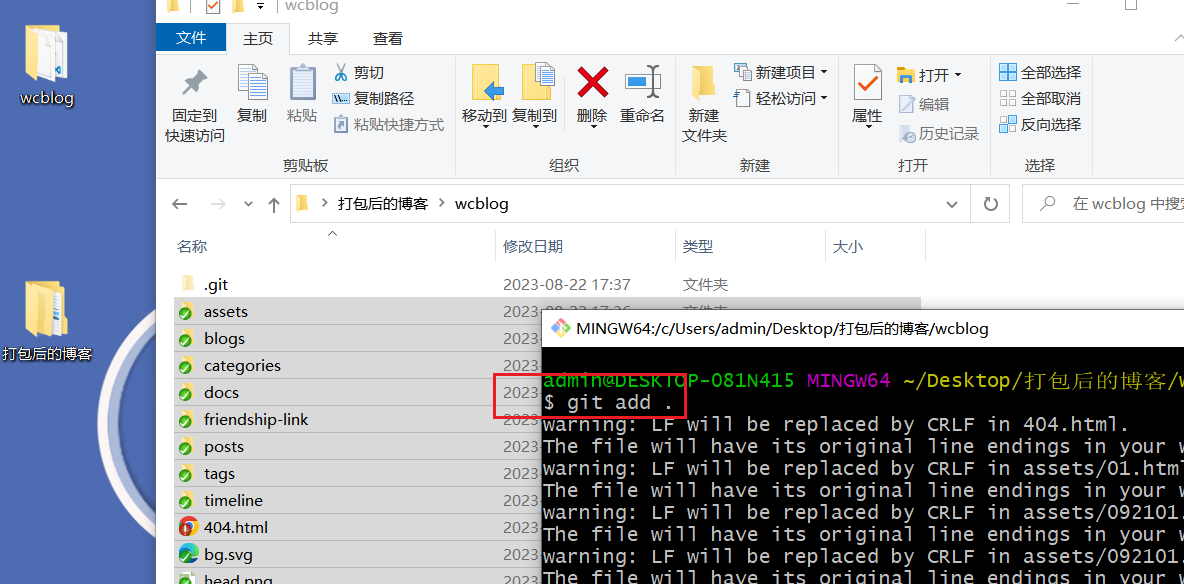 wcblog
文件 主页 共享 查看
固定到
快速访问
复制
粘贴
剪切
复制路径
粘贴快捷方式
剪贴板
移动到
复制到
删除
重命名
组织
新建
文件夹
新建项目
轻松访问
新建
属性
打开
编辑
历史记录
打开
全部选择
全部取消
反向选择
选择
打包后的博客 wcblog
在 wcblog 中搜
名称 修改日期 类型 大小
.git 2023-08-22 17:37 文件夹
assets 2023-
blogs 2023-
categories 2023-
docs 2023-
friendship-link 2023-
posts 2023-
tags 2023-
timeline 2023-
404.html 2023-
bg.svg 2023-
head.png 2023-
wcblog
打包后的博客
MINGW64:/c/Users/admin/Desktop/打包后的博客/wcblog
admin@DESKTOP-O81N415 MINGW64 ~/Desktop/打包后的博客/w
$ git add .
warning: LF will be replaced by CRLF in 404.html.
The file will have its original line endings in your w
warning: LF will be replaced by CRLF in assets/01.htm
The file will have its original line endings in your w
warning: LF will be replaced by CRLF in assets/092101.
The file will have its original line endings in your w
warning: LF will be replaced by CRLF in assets/092101.
The file will have its original line endings in your w